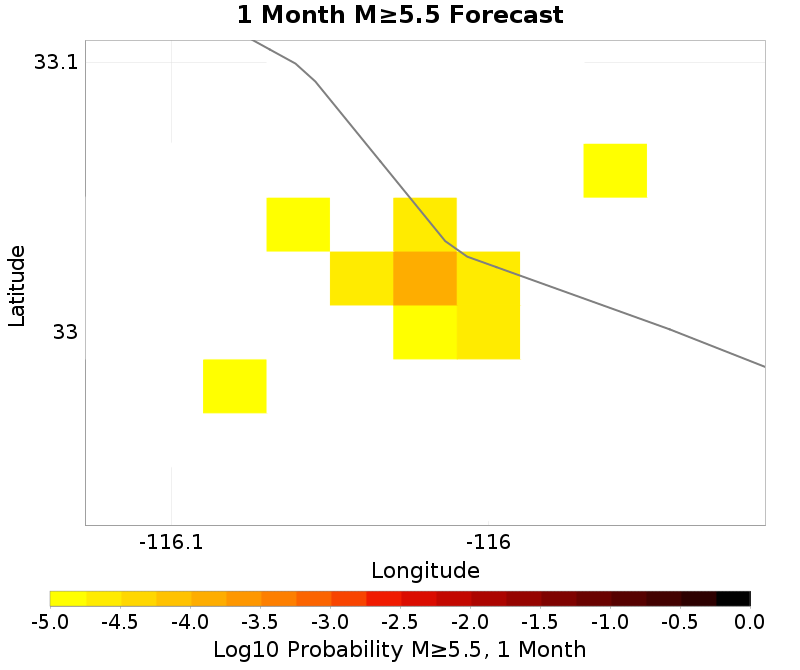 1 Month M≥5.5 Forecast
33.1
33
Latitude
-116.1 -116
Longitude
-5.0 -4.5 -4.0 -3.5 -3.0 -2.5 -2.0 -1.5 -1.0 -0.5 0.0
Log10 Probability M≥5.5, 1 Month